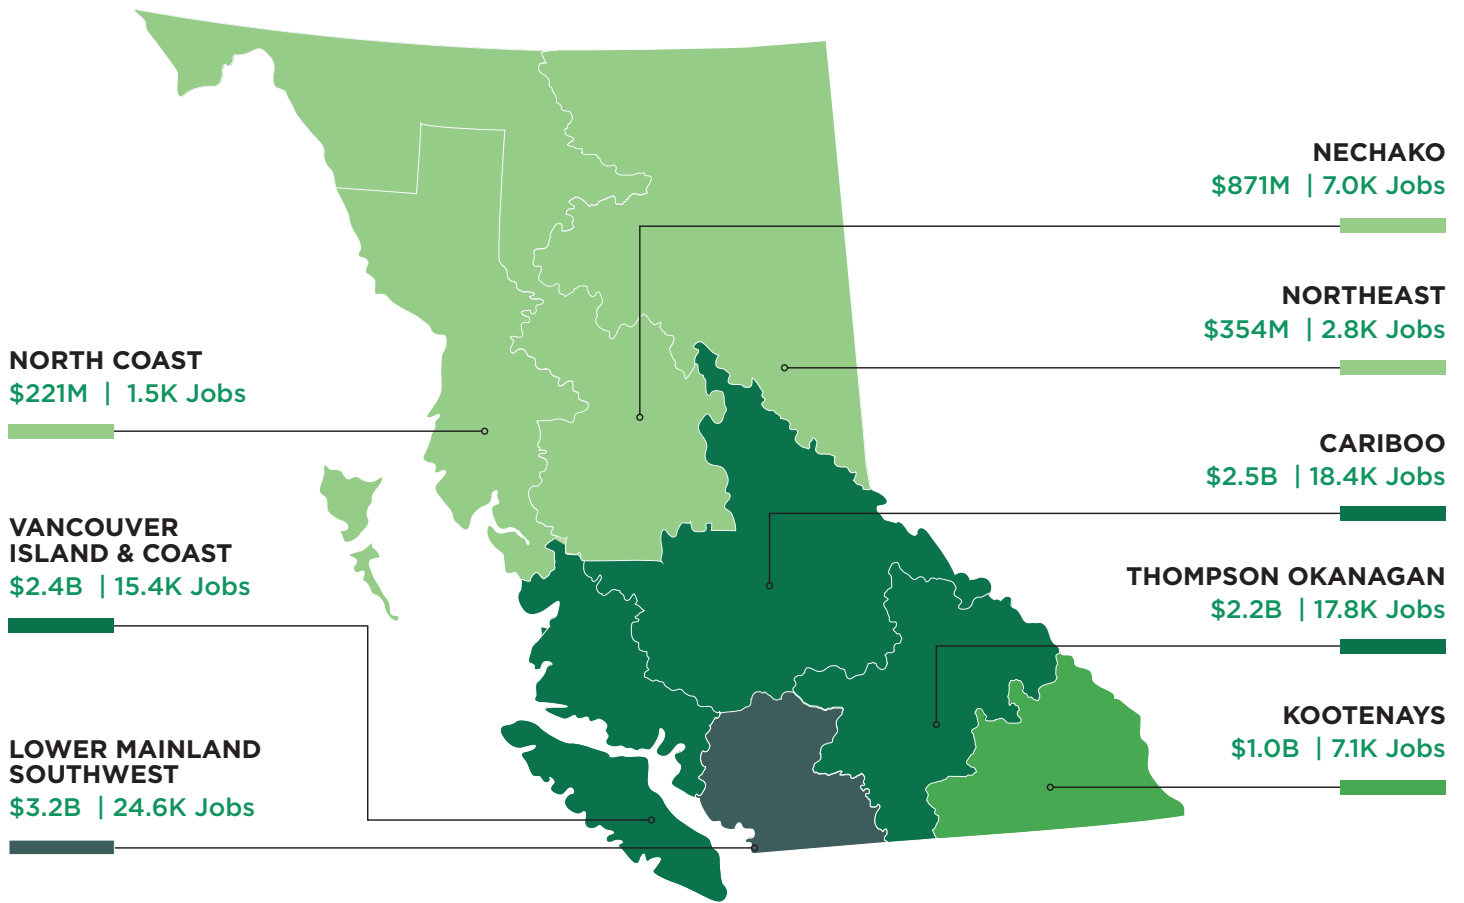 NECHAKO
$871M | 7.0K Jobs
NORTHEAST
$354M | 2.8K Jobs
NORTH COAST
$221M | 1.5K Jobs
CARIBOO
$2.5B | 18.4K Jobs
VANCOUVER
ISLAND & COAST
$2.4B | 15.4K Jobs
THOMPSON OKANAGAN
$2.2B | 17.8K Jobs
KOOTENAYS
$1.0B | 7.1K Jobs
LOWER MAINLAND
SOUTHWEST
$3.2B | 24.6K Jobs